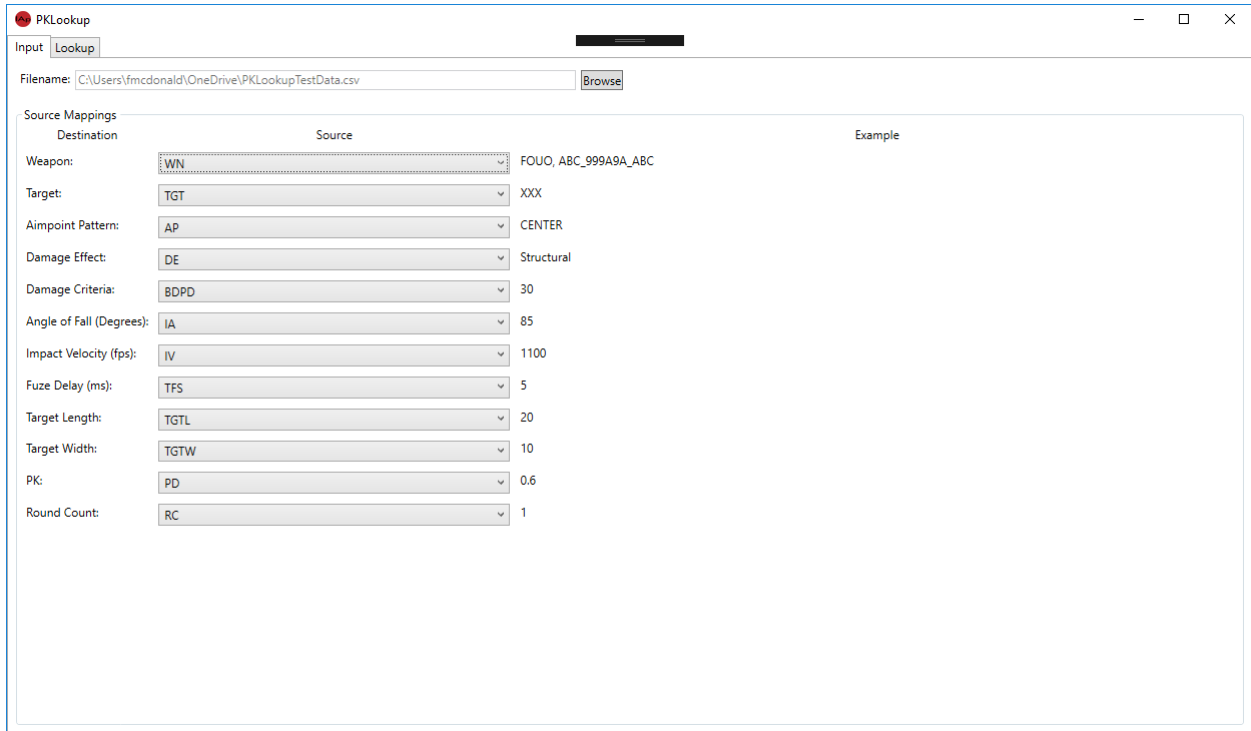 IAp PKLookup
Input Lookup
Filename: C:\Users\fmcdonald\OneDrive\PKLookupTestData.csv Browse
Source Mappings
Destination Source Example
Weapon: WN FOUO, ABC_999A9A_ABC
Target: TGT XXX
Aimpoint Pattern: AP CENTER
Damage Effect: DE Structural
Damage Criteria: BDPD 30
Angle of Fall (Degrees): IA 85
Impact Velocity (fps): IV 1100
Fuze Delay (ms): TFS 5
Target Length: TGTL 20
Target Width: TGTW 10
PK: PD 0.6
Round Count: RC 1